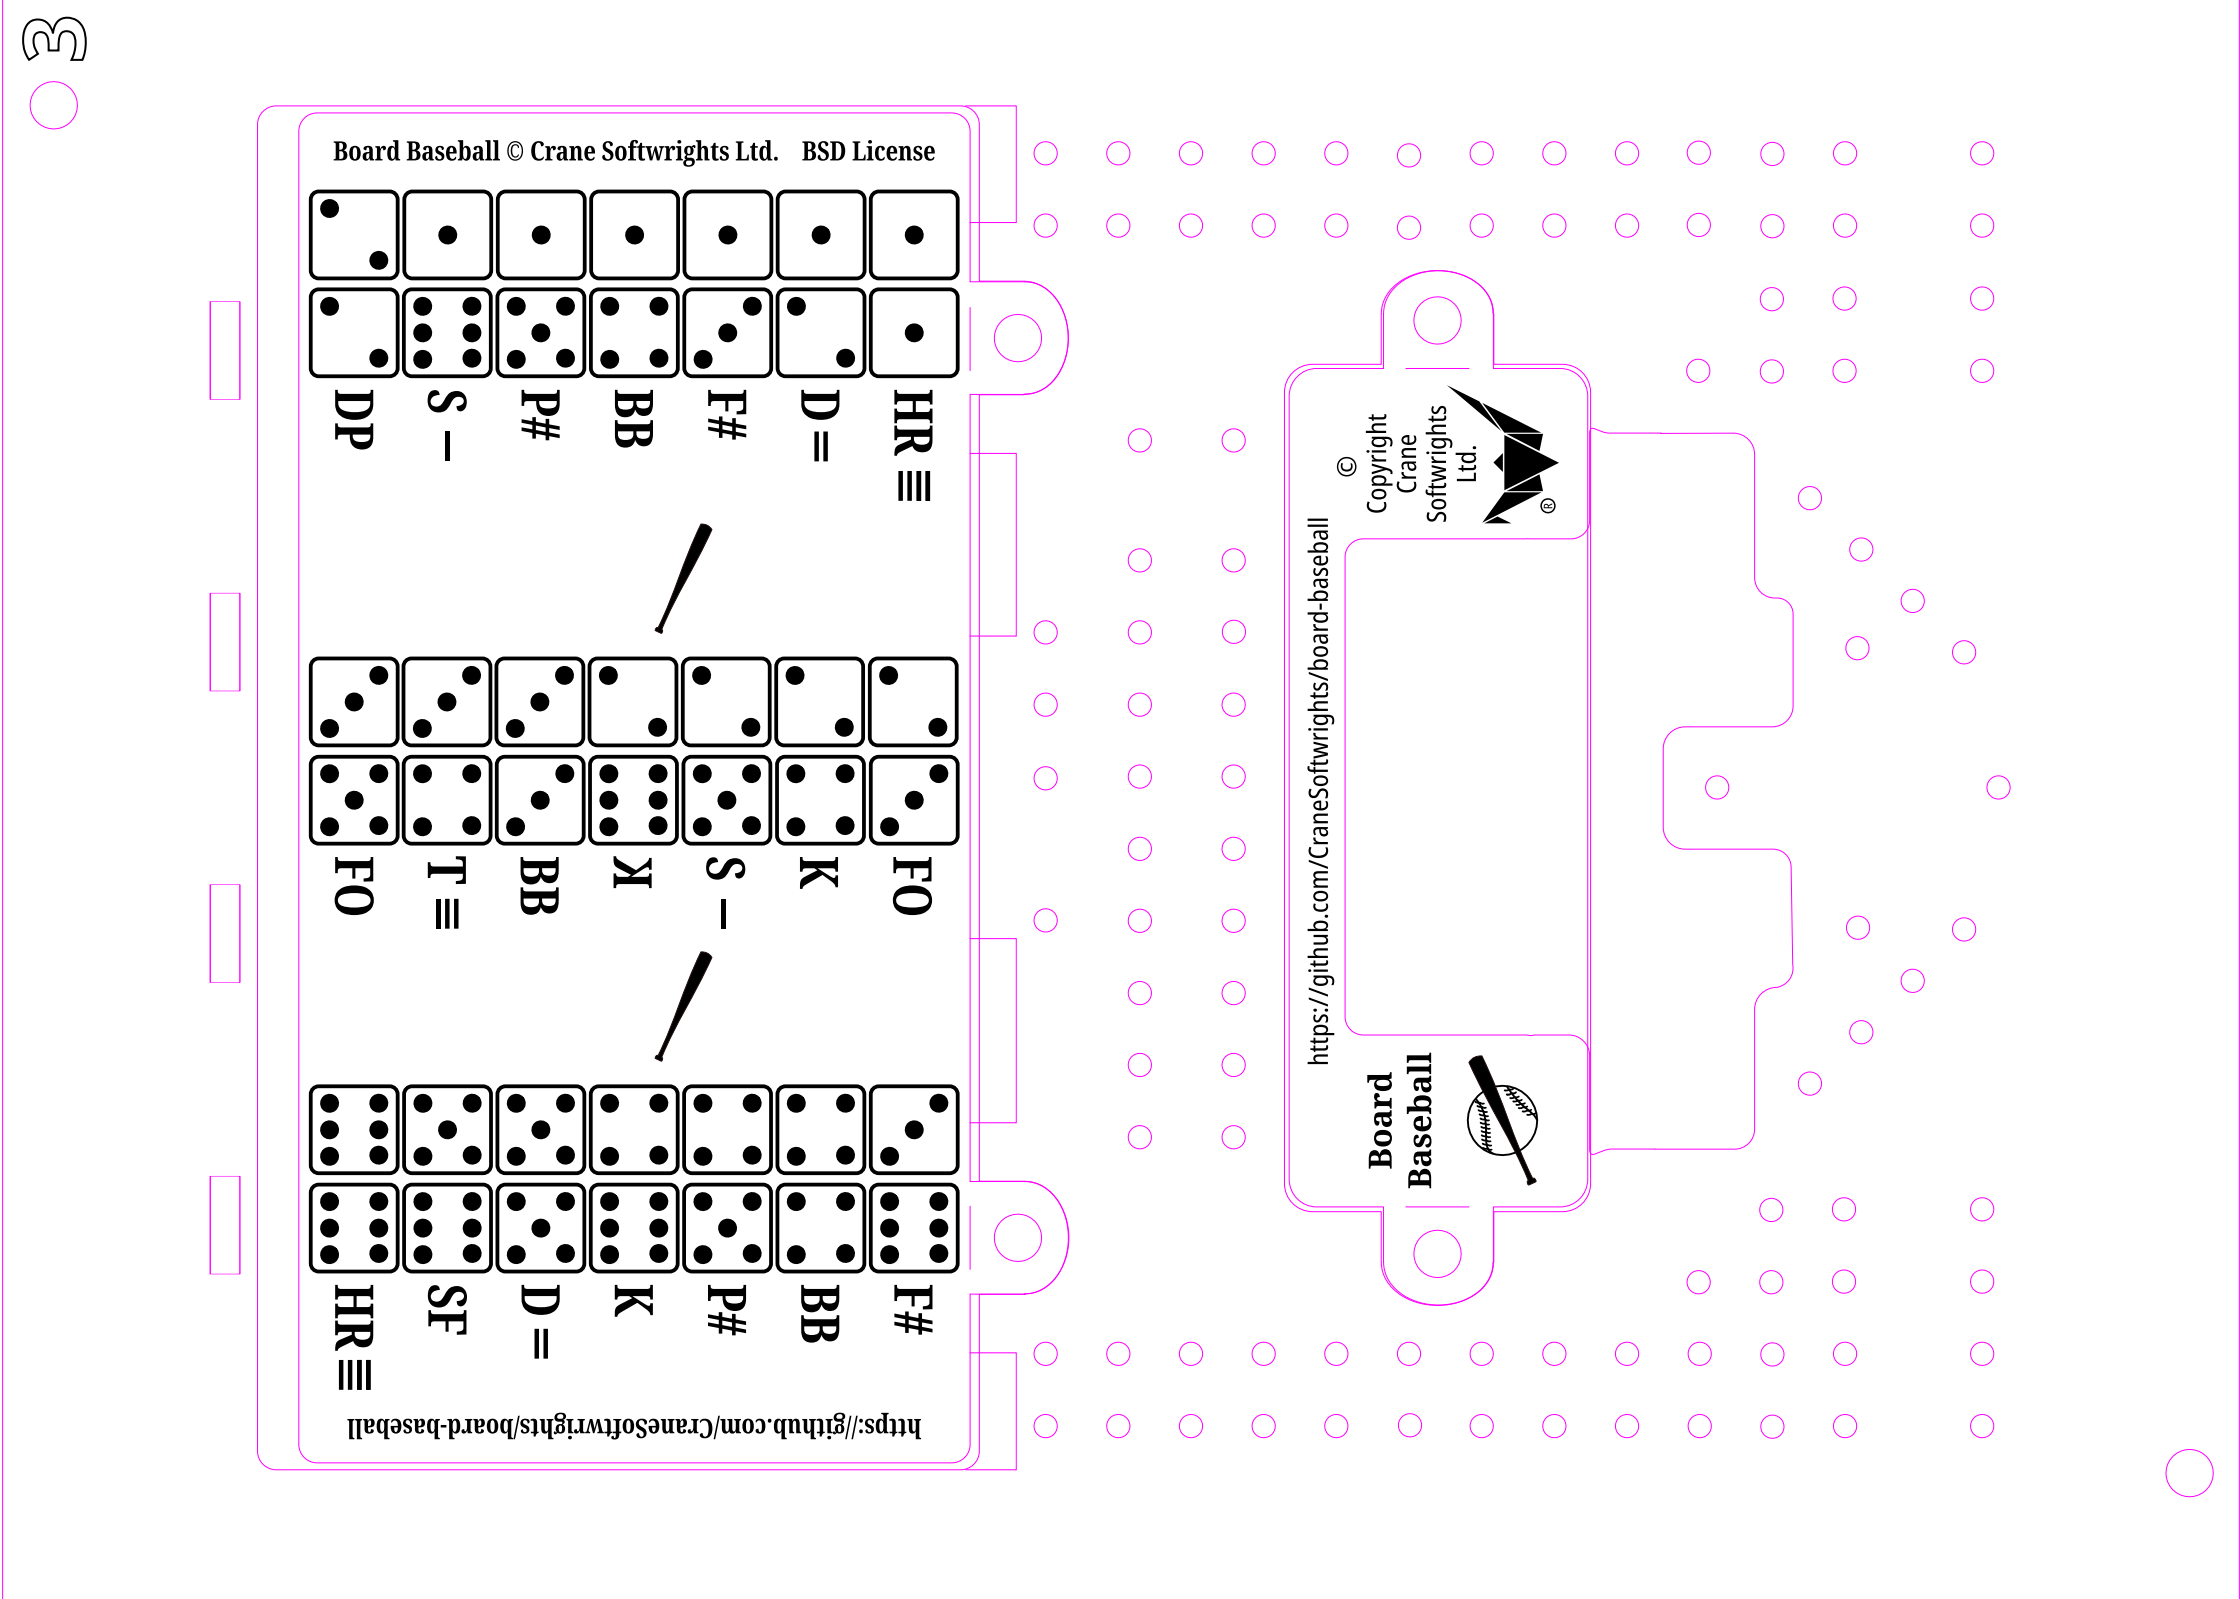 3
Board Baseball © Crane Softwrights Ltd. BSD License
HR ≣
D =
F#
BB
P#
S –
DP
FO
K
S –
ꓘ
BB
T ≡
FO
F#
BB
P#
K
D =
SF
HR≣
https://github.com/CraneSoftwrights/board-baseball
https://github.com/CraneSoftwrights/board-baseball
©
Copyright
Crane
Softwrights
Ltd.
®
Board
Baseball